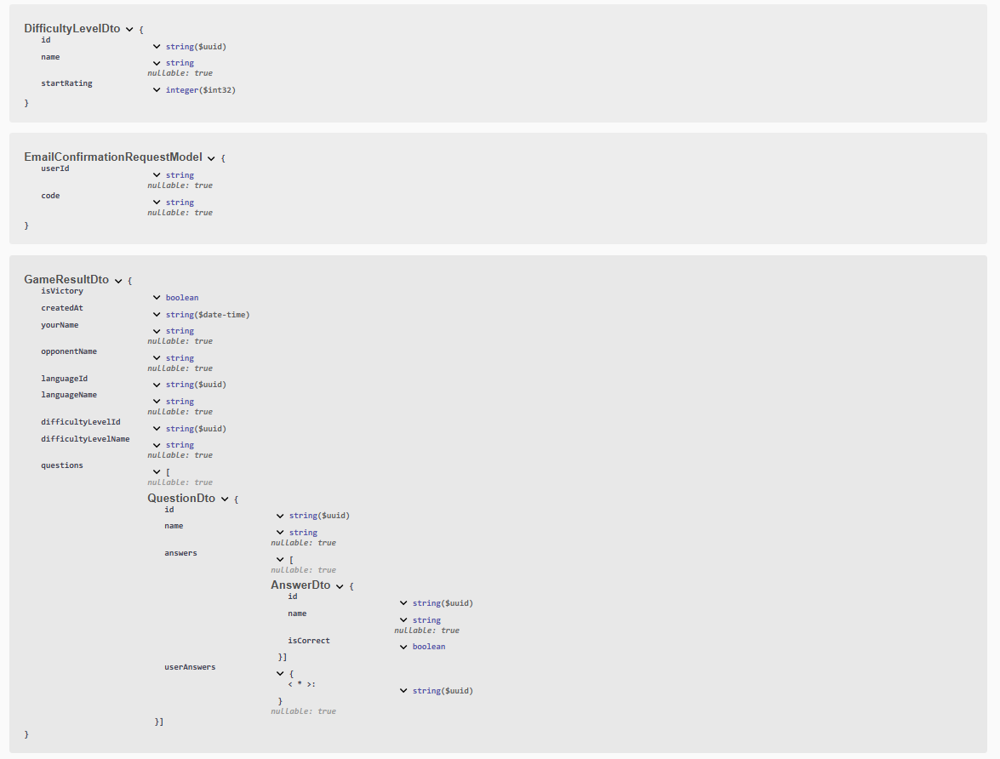 DifficultyLevelDto {
id string($uuid)
name string
nullable: true
startRating integer($int32)
}
EmailConfirmationRequestModel {
userId string
nullable: true
code string
nullable: true
}
GameResultDto {
isVictory boolean
createdAt string($date-time)
yourName string
nullable: true
opponentName string
nullable: true
languageId string($uuid)
languageName string
nullable: true
difficultyLevelId string($uuid)
difficultyLevelName string
nullable: true
questions [
nullable: true
QuestionDto {
id string($uuid)
name string
nullable: true
answers [
nullable: true
AnswerDto {
id string($uuid)
name string
nullable: true
isCorrect boolean
}]
userAnswers {
< * >: string($uuid)
}
nullable: true
}]
}